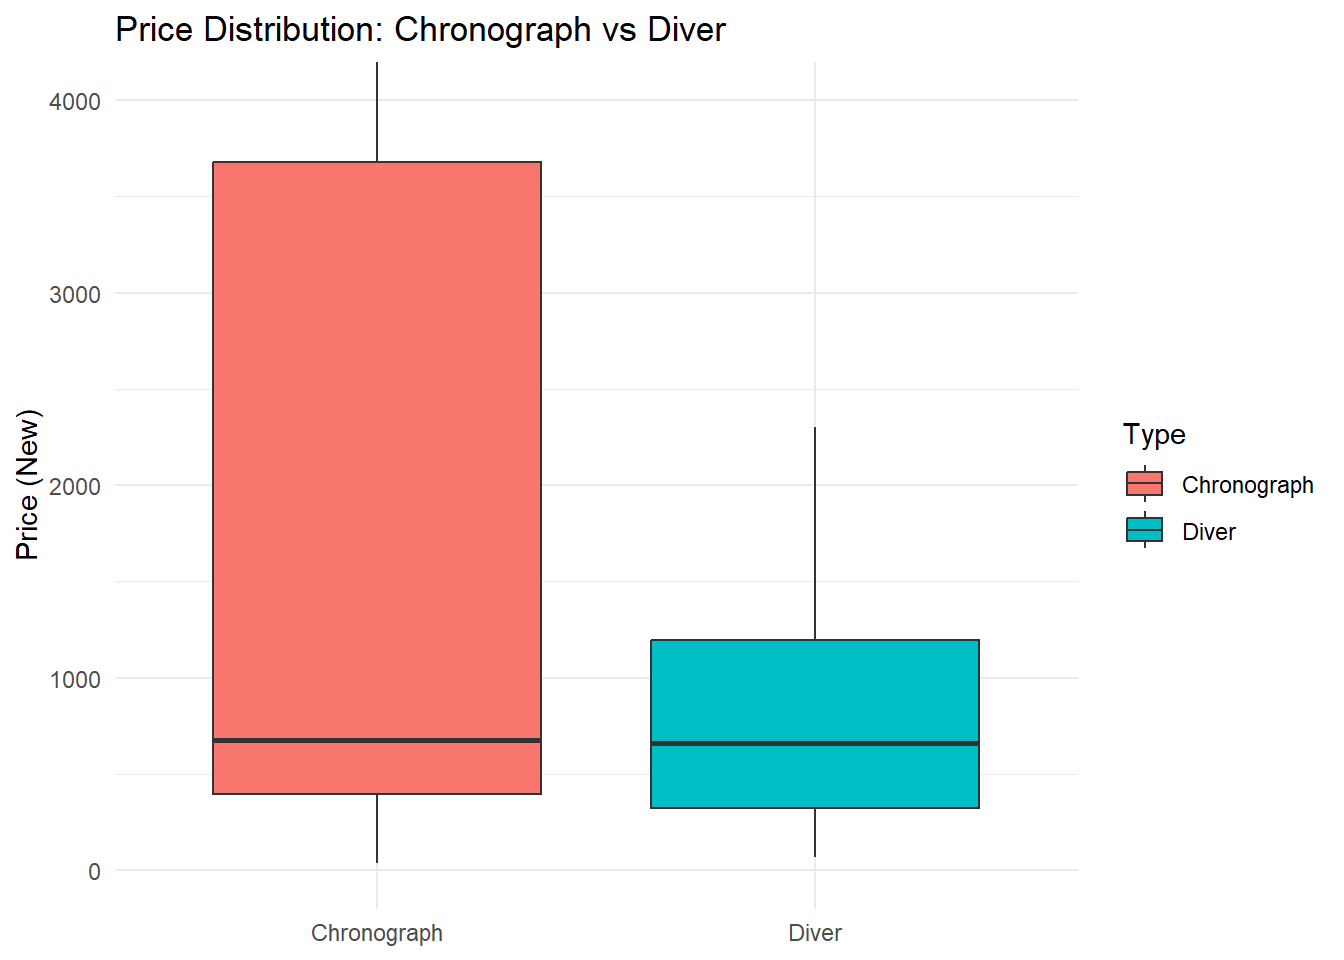 Price Distribution: Chronograph vs Diver
Price (New)
4000
3000
2000
1000
0
Chronograph
Diver
Type
Chronograph
Diver